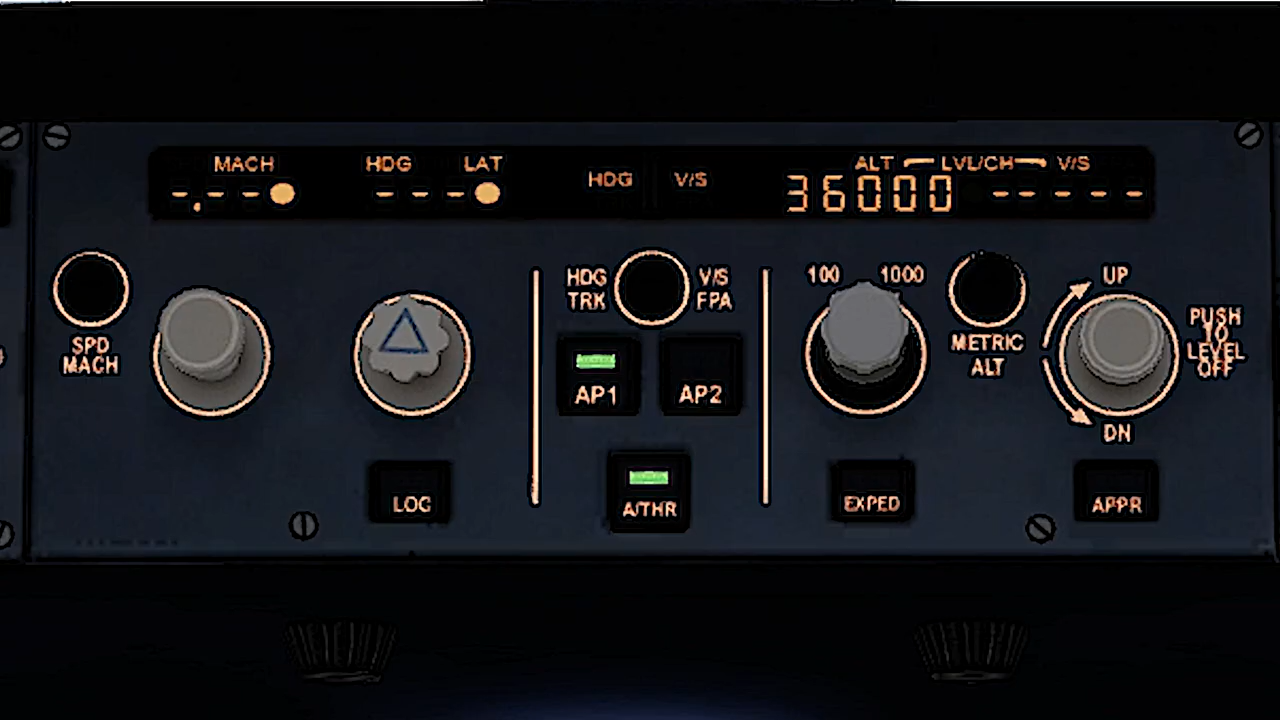 MACH HDG LAT HDG V/S ALT LVL/CH V/S
-.-- --- 36000 -----
SPD
MACH
HDG
TRK
V/S
FPA
100 1000
METRIC
ALT
UP
DN
PUSH
TO
LEVEL
OFF
AP1 AP2
LOC
A/THR
EXPED
APPR